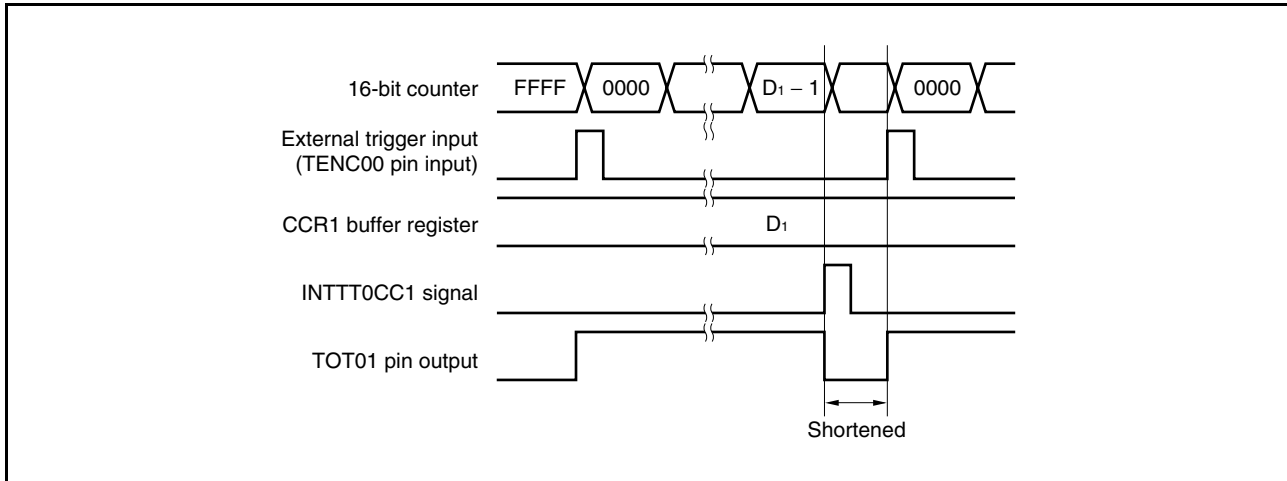 16-bit counter FFFF 0000 D1 – 1 0000
External trigger input
(TENC00 pin input)
CCR1 buffer register D1
INTTT0CC1 signal
TOT01 pin output
Shortened